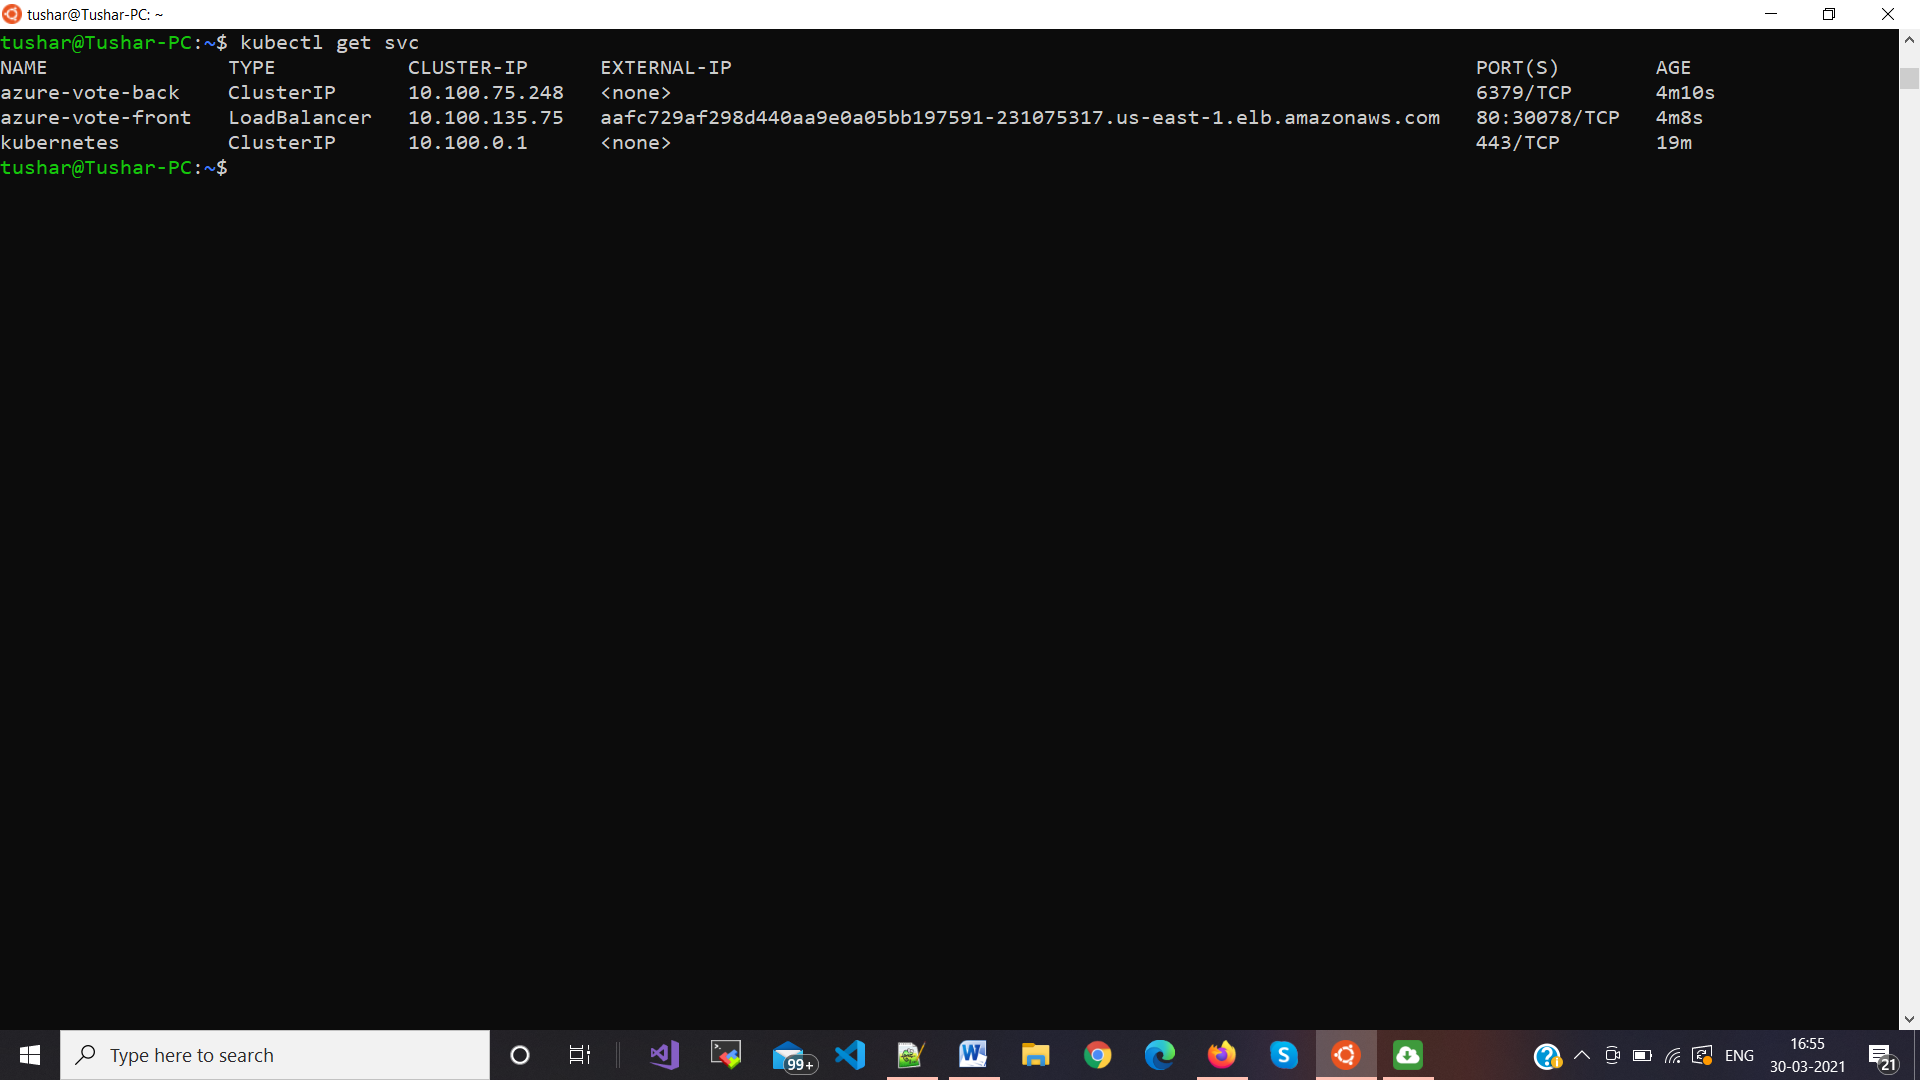 tushar@Tushar-PC: ~
tushar@Tushar-PC:~$ kubectl get svc
NAME TYPE CLUSTER-IP EXTERNAL-IP PORT(S) AGE
azure-vote-back ClusterIP 10.100.75.248 <none> 6379/TCP 4m10s
azure-vote-front LoadBalancer 10.100.135.75 aafc729af298d440aa9e0a05bb197591-231075317.us-east-1.elb.amazonaws.com 80:30078/TCP 4m8s
kubernetes ClusterIP 10.100.0.1 <none> 443/TCP 19m
tushar@Tushar-PC:~$
Type here to search 99+ ENG 16:55
30-03-2021 21